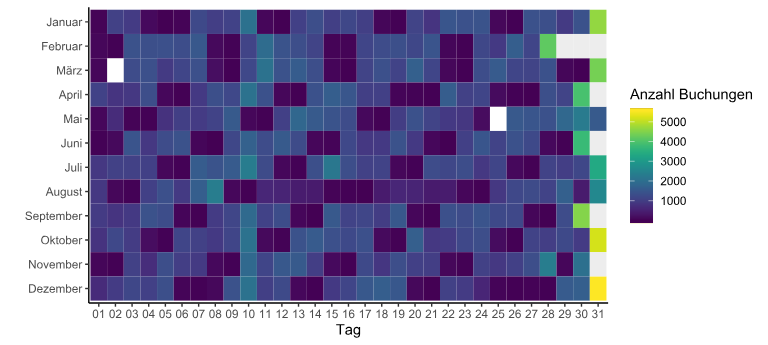 Januar
Februar
März
April
Mai
Juni
Juli
August
September
Oktober
November
Dezember
01 02 03 04 05 06 07 08 09 10 11 12 13 14 15 16 17 18 19 20 21 22 23 24 25 26 27 28 29 30 31
Tag
Anzahl Buchungen
5000
4000
3000
2000
1000